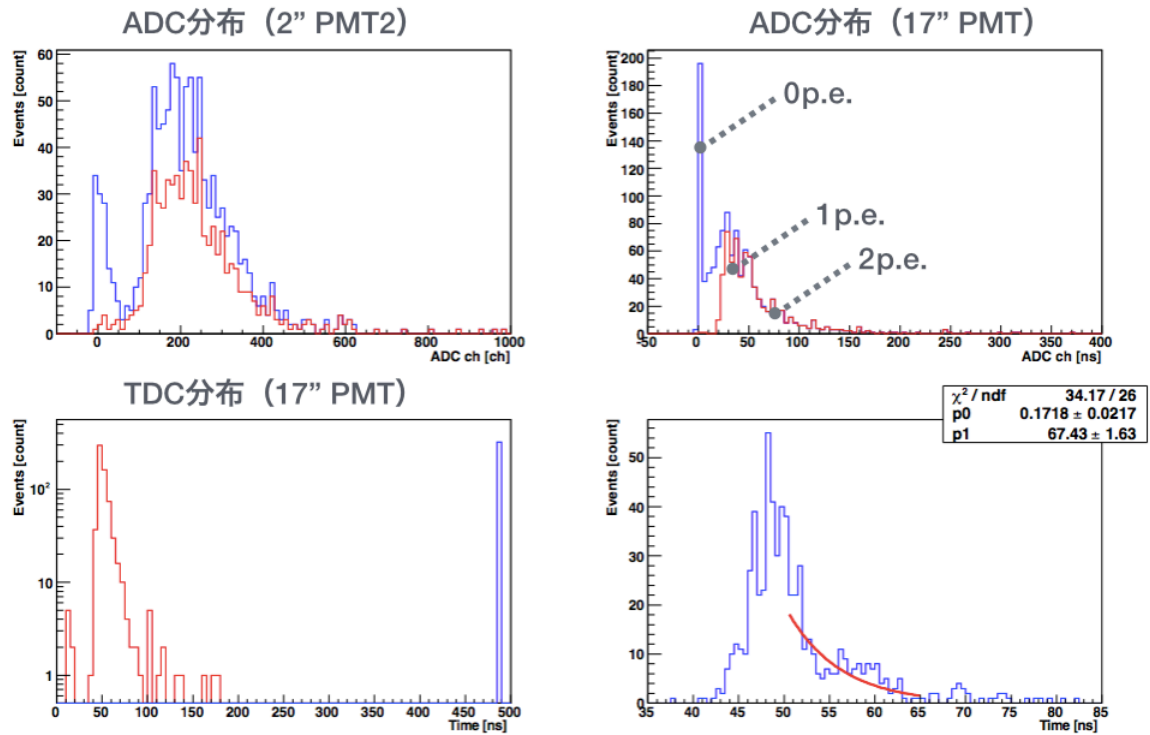 ADC分布（2” PMT2）
Events [count]
60
50
40
30
20
10
0
0 200 400 600 800 1000
ADC ch [ch]
ADC分布（17” PMT）
Events [count]
200
180
160
140
120
100
80
60
40
20
0
-50 0 50 100 150 200 250 300 350 400
ADC ch [ns]
0p.e.
1p.e.
2p.e.
TDC分布（17” PMT）
Events [count]
10²
10
1
0 50 100 150 200 250 300 350 400 450 500
Time [ns]
χ² / ndf 34.17 / 26
p0 0.1718 ± 0.0217
p1 67.43 ± 1.63
Events [count]
50
40
30
20
10
0
35 40 45 50 55 60 65 70 75 80 85
Time [ns]